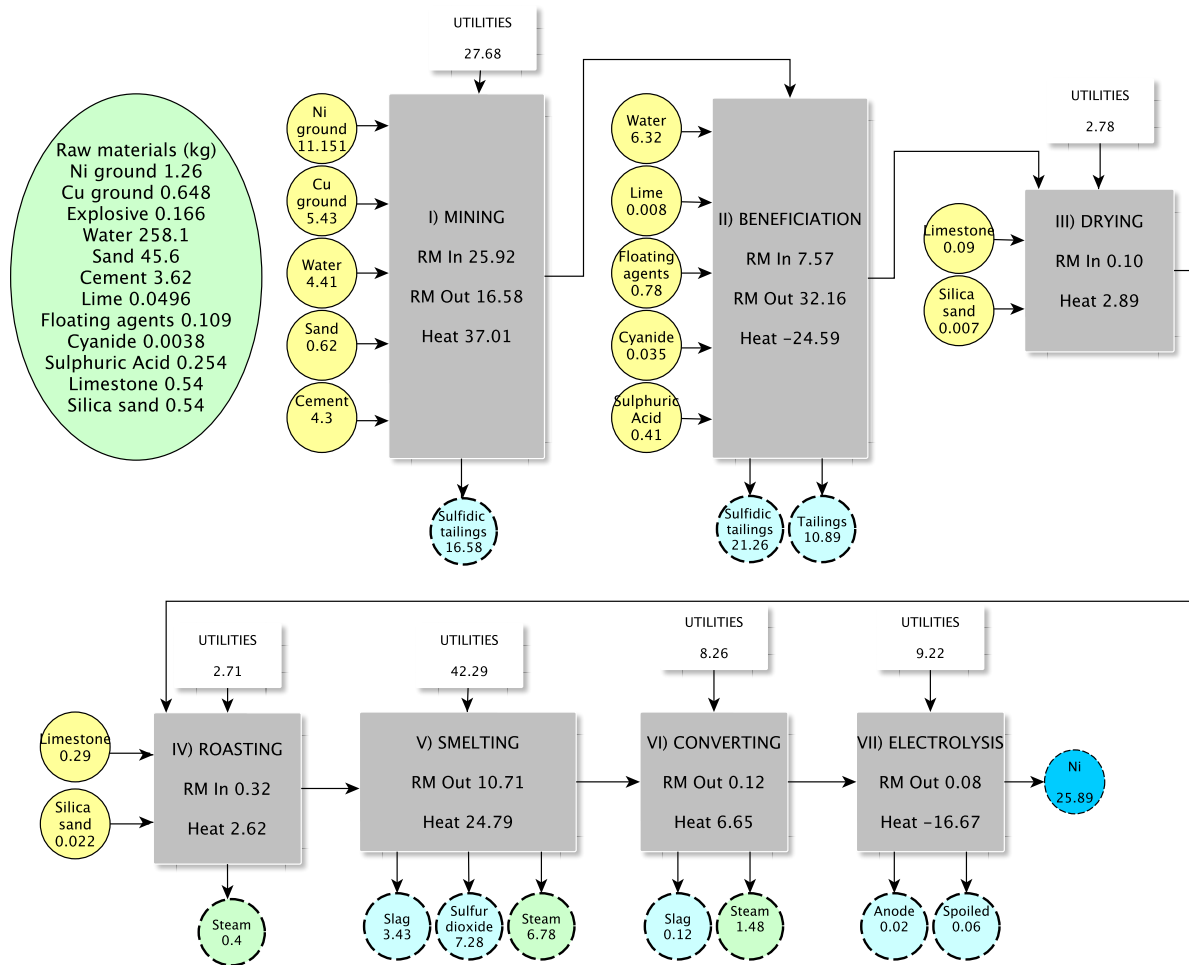 UTILITIES
27.68
Raw materials (kg)
Ni ground 1.26
Cu ground 0.648
Explosive 0.166
Water 258.1
Sand 45.6
Cement 3.62
Lime 0.0496
Floating agents 0.109
Cyanide 0.0038
Sulphuric Acid 0.254
Limestone 0.54
Silica sand 0.54
Ni
ground
11.151
Cu
ground
5.43
Water
4.41
Sand
0.62
Cement
4.3
I) MINING
RM In 25.92
RM Out 16.58
Heat 37.01
Sulfidic
tailings
16.58
Water
6.32
Lime
0.008
Floating
agents
0.78
Cyanide
0.035
Sulphuric
Acid
0.41
II) BENEFICIATION
RM In 7.57
RM Out 32.16
Heat −24.59
Sulfidic
tailings
21.26
Tailings
10.89
UTILITIES
2.78
Limestone
0.09
Silica
sand
0.007
III) DRYING
RM In 0.10
Heat 2.89
UTILITIES
2.71
Limestone
0.29
Silica
sand
0.022
IV) ROASTING
RM In 0.32
Heat 2.62
Steam
0.4
UTILITIES
42.29
V) SMELTING
RM Out 10.71
Heat 24.79
Slag
3.43
Sulfur
dioxide
7.28
Steam
6.78
UTILITIES
8.26
VI) CONVERTING
RM Out 0.12
Heat 6.65
Slag
0.12
Steam
1.48
UTILITIES
9.22
VII) ELECTROLYSIS
RM Out 0.08
Heat −16.67
Anode
0.02
Spoiled
0.06
Ni
25.89